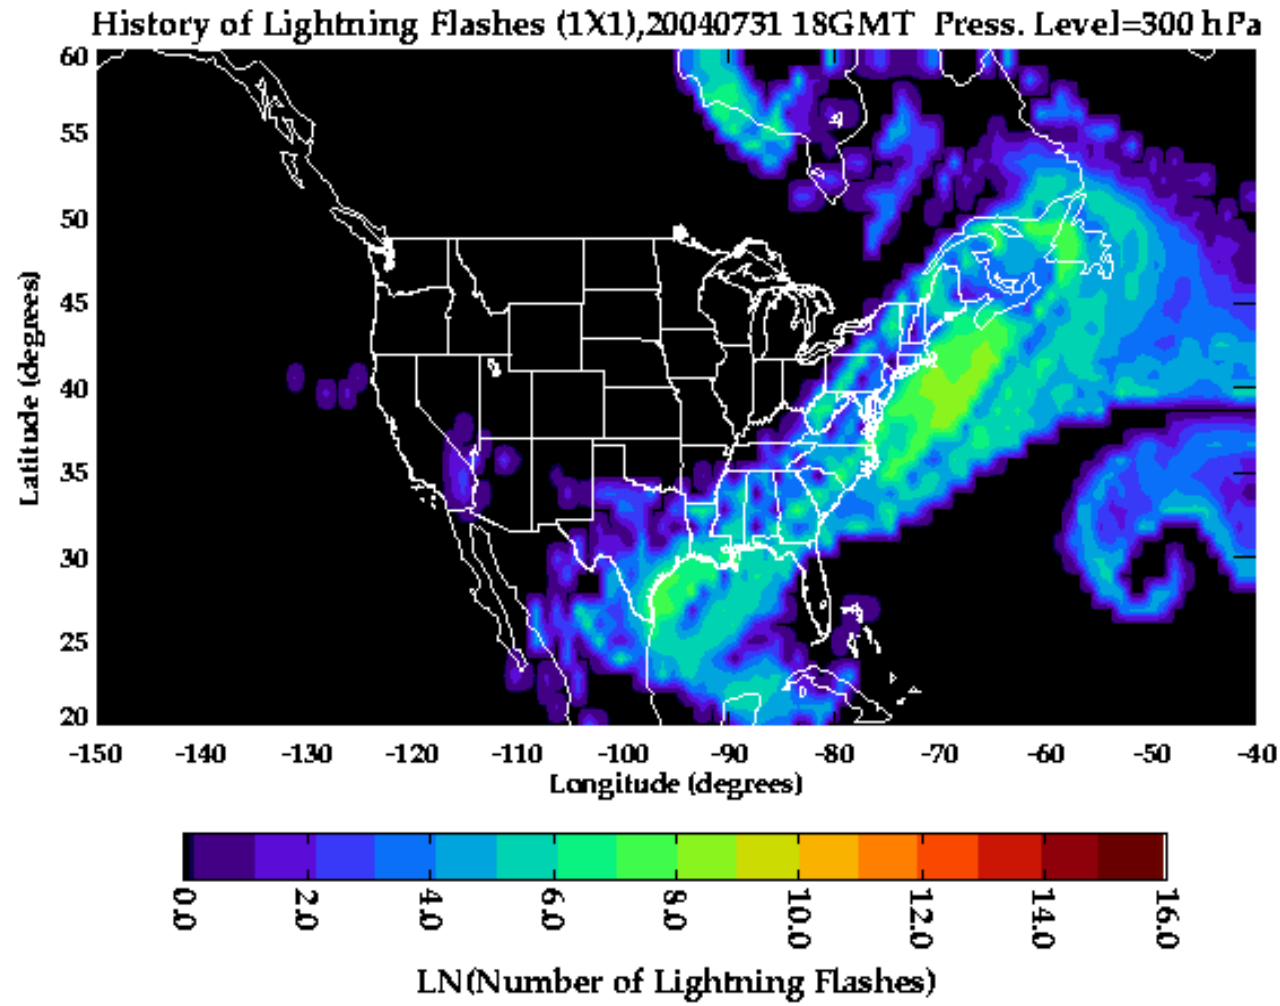 History of Lightning Flashes (1X1),20040731 18GMT Press. Level=300 hPa
60
55
50
45
40
35
30
25
20
Latitude (degrees)
-150 -140 -130 -120 -110 -100 -90 -80 -70 -60 -50 -40
Longitude (degrees)
0.0 2.0 4.0 6.0 8.0 10.0 12.0 14.0 16.0
LN(Number of Lightning Flashes)